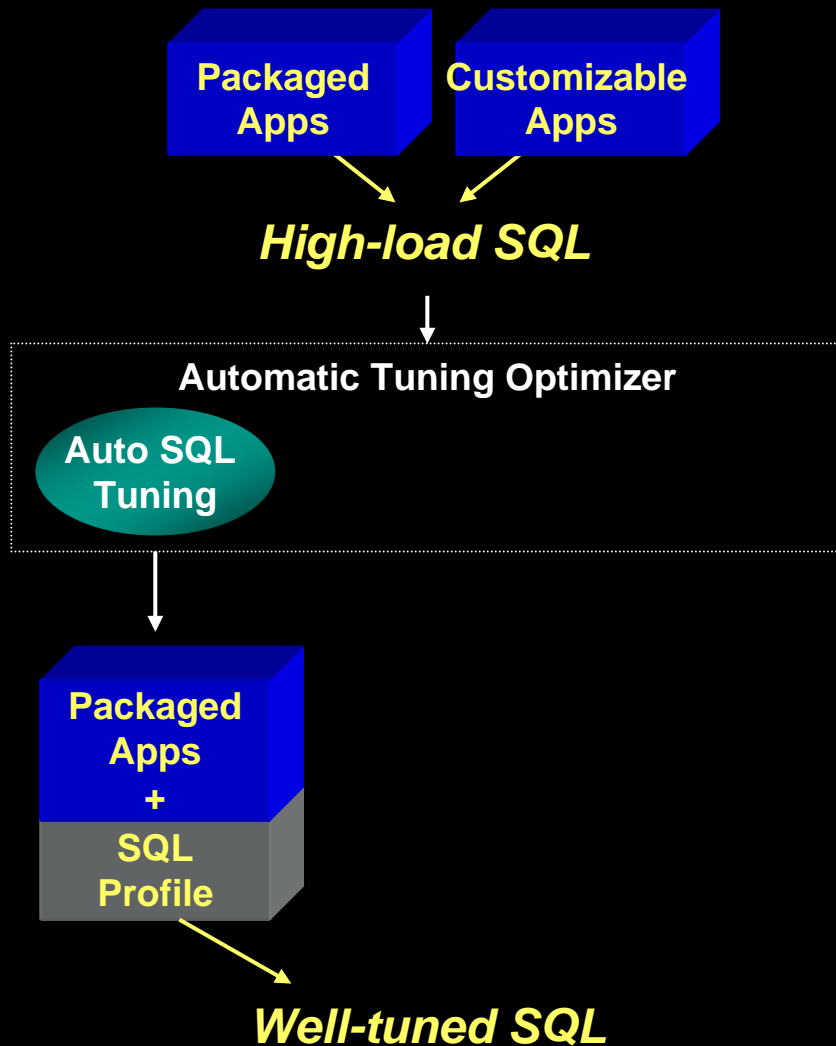 Packaged
Apps
Customizable
Apps
High-load SQL
Automatic Tuning Optimizer
Auto SQL
Tuning
Packaged
Apps
+
SQL
Profile
Well-tuned SQL